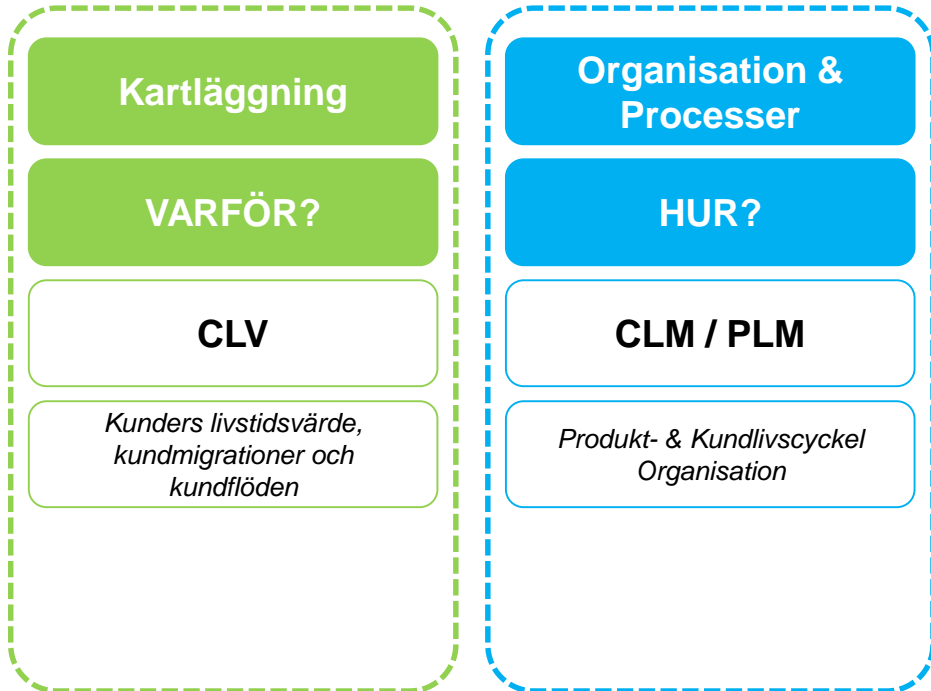 Kartläggning
VARFÖR?
CLV
Kunders livstidsvärde,
kundmigrationer och
kundflöden
Organisation &
Processer
HUR?
CLM / PLM
Produkt- & Kundlivscyckel
Organisation